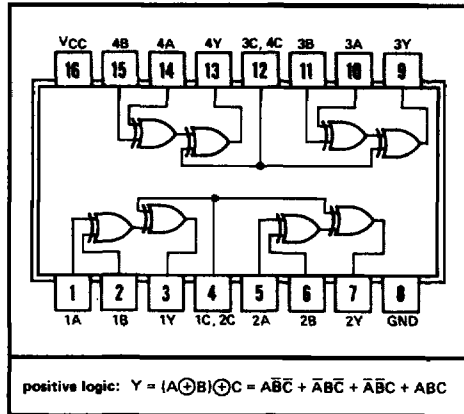 VCC 4B 4A 4Y 3C, 4C 3B 3A 3Y
16 15 14 13 12 11 10 9
1 2 3 4 5 6 7 8
1A 1B 1Y 1C, 2C 2A 2B 2Y GND
positive logic: Y = (A⊕B)⊕C = AB̄C̄ + ĀBC̄ + ĀB̄C + ABC